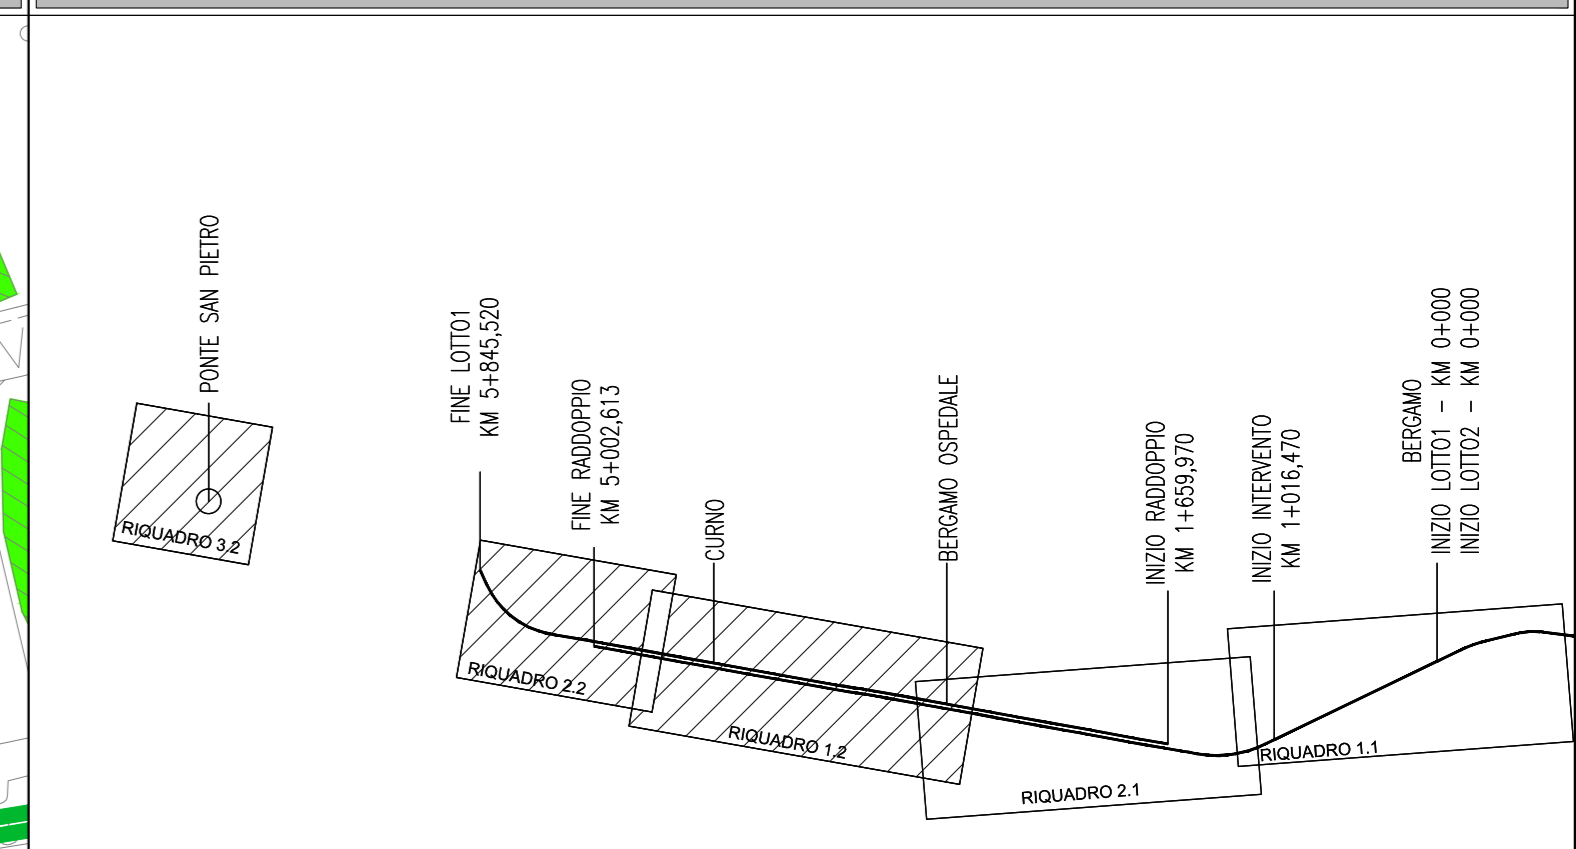 PONTE SAN PIETRO
RIQUADRO 3.2
FINE LOTTO1
KM 5+845,520
FINE RADDOPPIO
KM 5+002,613
CURNO
BERGAMO OSPEDALE
INIZIO RADDOPPIO
KM 1+659,970
INIZIO INTERVENTO
KM 1+016,470
BERGAMO
INIZIO LOTTO1 - KM 0+000
INIZIO LOTTO2 - KM 0+000
RIQUADRO 2.2
RIQUADRO 1.2
RIQUADRO 2.1
RIQUADRO 1.1